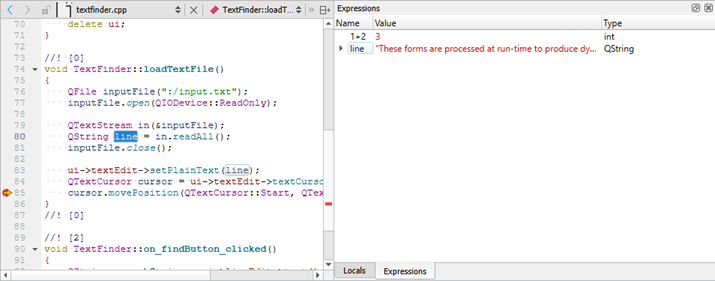 textfinder.cpp
TextFinder::loadT...
70 delete ui;
71 }
72
73 //! [0]
74 void TextFinder::loadTextFile()
75 {
76 QFile inputFile(":/input.txt");
77 inputFile.open(QIODevice::ReadOnly);
78
79 QTextStream in(&inputFile);
80 QString line = in.readAll();
81 inputFile.close();
82
83 ui->textEdit->setPlainText(line);
84 QTextCursor cursor = ui->textEdit->textCurso
85 cursor.movePosition(QTextCursor::Start, QTex
86 }
87 //! [0]
88
89 //! [2]
90 void TextFinder::on_findButton_clicked()
91 {
Expressions
Name Value Type
1+2 3 int
line "These forms are processed at run-time to produce dy... QString
Locals Expressions